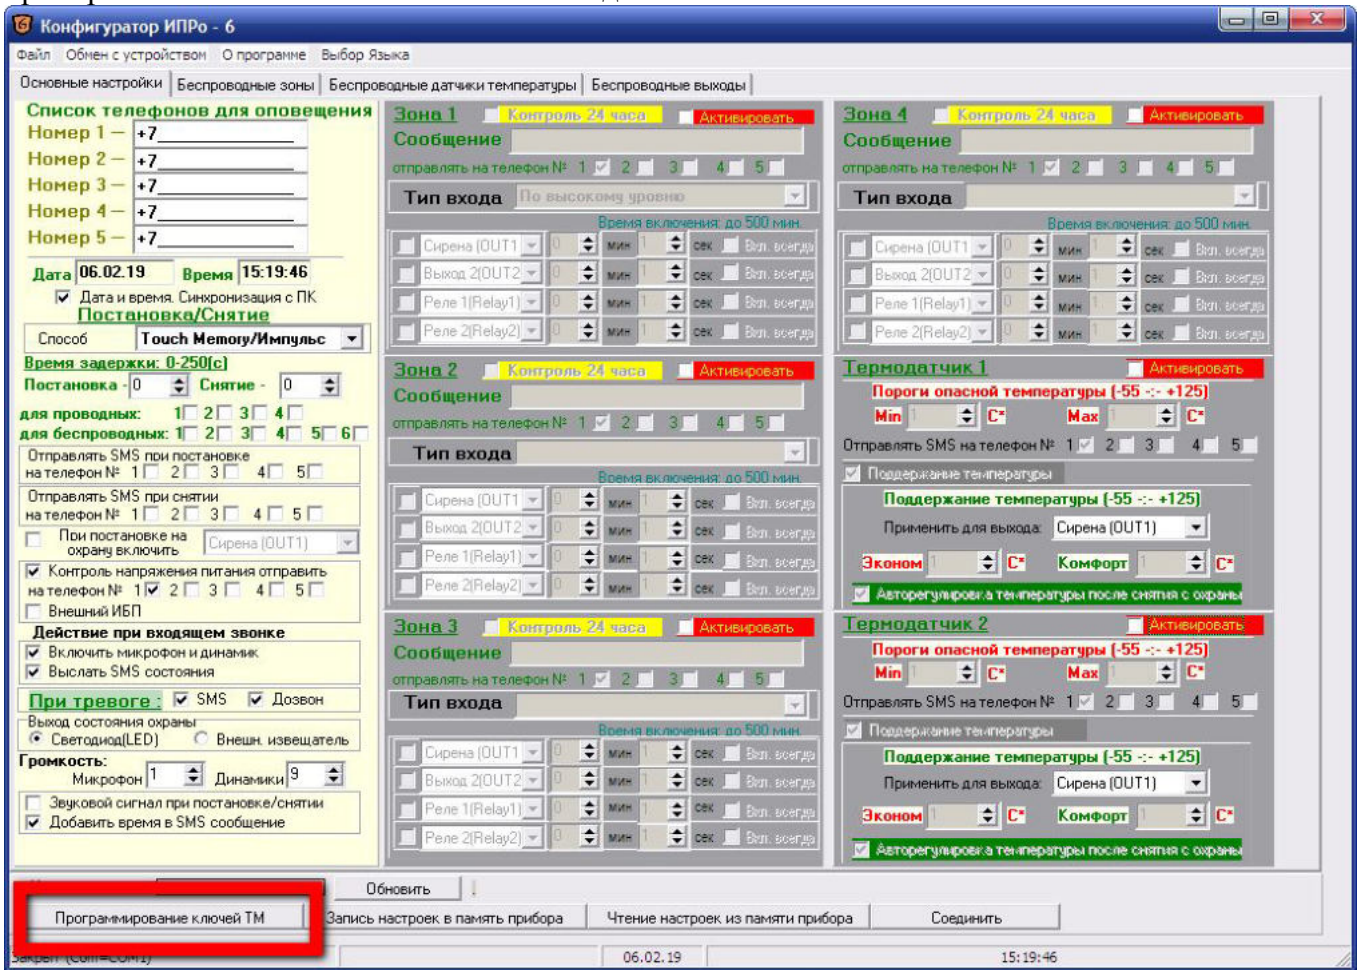 Конфигуратор ИПРо - 6
Файл Обмен с устройством О программе Выбор Языка
Основные настройки Беспроводные зоны Беспроводные датчики температуры Беспроводные выходы
Список телефонов для оповещения
Номер 1 – +7
Номер 2 – +7
Номер 3 – +7
Номер 4 – +7
Номер 5 – +7
Дата 06.02.19 Время 15:19:46
Дата и время. Синхронизация с ПК
Постановка/Снятие
Способ Touch Memory/Импульс
Время задержки: 0-250(с)
Постановка - 0 Снятие - 0
для проводных: 1 2 3 4
для беспроводных: 1 2 3 4 5 6
Отправлять SMS при постановке
на телефон № 1 2 3 4 5
Отправлять SMS при снятии
на телефон № 1 2 3 4 5
При постановке на
охрану включить Сирена (OUT1)
Контроль напряжения питания отправить
на телефон № 1 2 3 4 5
Внешний ИБП
Действие при входящем звонке
Включить микрофон и динамик
Выслать SMS состояния
При тревоге : SMS Дозвон
Выход состояния охраны
Светодиод(LED) Внешн. извещатель
Громкость:
Микрофон 1 Динамики 9
Звуковой сигнал при постановке/снятии
Добавить время в SMS сообщение
Зона 1 Контроль 24 часа Активировать
Сообщение
отправлять на телефон № 1 2 3 4 5
Тип входа По высокому уровню
Время включения: до 500 мин.
Сирена (OUT1 0 мин 1 сек Вкл. всегда
Выход 2(OUT2 0 мин 1 сек Вкл. всегда
Реле 1(Relay1) 0 мин 1 сек Вкл. всегда
Реле 2(Relay2) 0 мин 1 сек Вкл. всегда
Зона 2 Контроль 24 часа Активировать
Сообщение
отправлять на телефон № 1 2 3 4 5
Тип входа
Время включения: до 500 мин.
Сирена (OUT1 0 мин 1 сек Вкл. всегда
Выход 2(OUT2 0 мин 1 сек Вкл. всегда
Реле 1(Relay1) 0 мин 1 сек Вкл. всегда
Реле 2(Relay2) 0 мин 1 сек Вкл. всегда
Зона 3 Контроль 24 часа Активировать
Сообщение
отправлять на телефон № 1 2 3 4 5
Тип входа
Время включения: до 500 мин.
Сирена (OUT1 0 мин 1 сек Вкл. всегда
Выход 2(OUT2 0 мин 1 сек Вкл. всегда
Реле 1(Relay1) 0 мин 1 сек Вкл. всегда
Реле 2(Relay2) 0 мин 1 сек Вкл. всегда
Зона 4 Контроль 24 часа Активировать
Сообщение
отправлять на телефон № 1 2 3 4 5
Тип входа
Время включения: до 500 мин.
Сирена (OUT1 0 мин 1 сек Вкл. всегда
Выход 2(OUT2 0 мин 1 сек Вкл. всегда
Реле 1(Relay1) 0 мин 1 сек Вкл. всегда
Реле 2(Relay2) 0 мин 1 сек Вкл. всегда
Термодатчик 1 Активировать
Пороги опасной температуры (-55 -:- +125)
Min 1 C* Max 1 C*
Отправлять SMS на телефон № 1 2 3 4 5
Поддержание температуры
Поддержание температуры (-55 -:- +125)
Применить для выхода: Сирена (OUT1)
Эконом 1 C* Комфорт 1 C*
Авторегулировка температуры после снятия с охраны
Термодатчик 2 Активировать
Пороги опасной температуры (-55 -:- +125)
Min 1 C* Max 1 C*
Отправлять SMS на телефон № 1 2 3 4 5
Поддержание температуры
Поддержание температуры (-55 -:- +125)
Применить для выхода: Сирена (OUT1)
Эконом 1 C* Комфорт 1 C*
Авторегулировка температуры после снятия с охраны
Обновить
Программирование ключей ТМ Запись настроек в память прибора Чтение настроек из памяти прибора Соединить
06.02.19 15:19:46